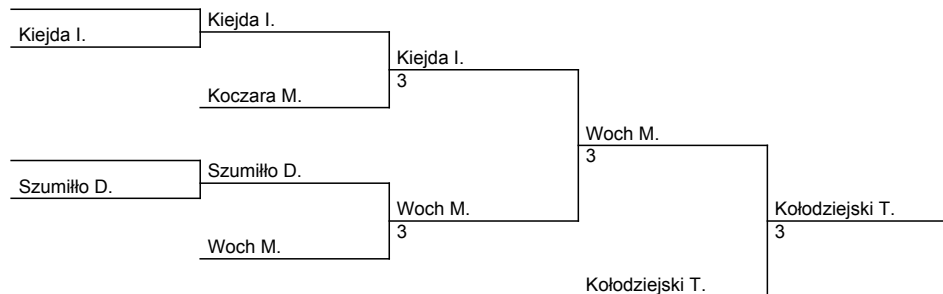 Kiejda I.
Kiejda I.
Kiejda I.
3
Koczara M.
Woch M.
3
Szumiłło D.
Szumiłło D.
Woch M.
3
Kołodziejski T.
3
Woch M.
Kołodziejski T.